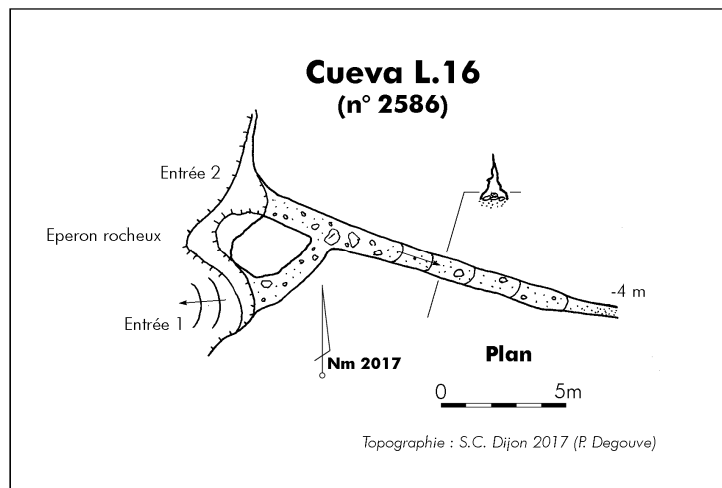 Cueva L.16
(n° 2586)
Entrée 2
Eperon rocheux
-4 m
Entrée 1
Plan
Nm 2017
0 5m
Topographie : S.C. Dijon 2017 (P. Degouve)